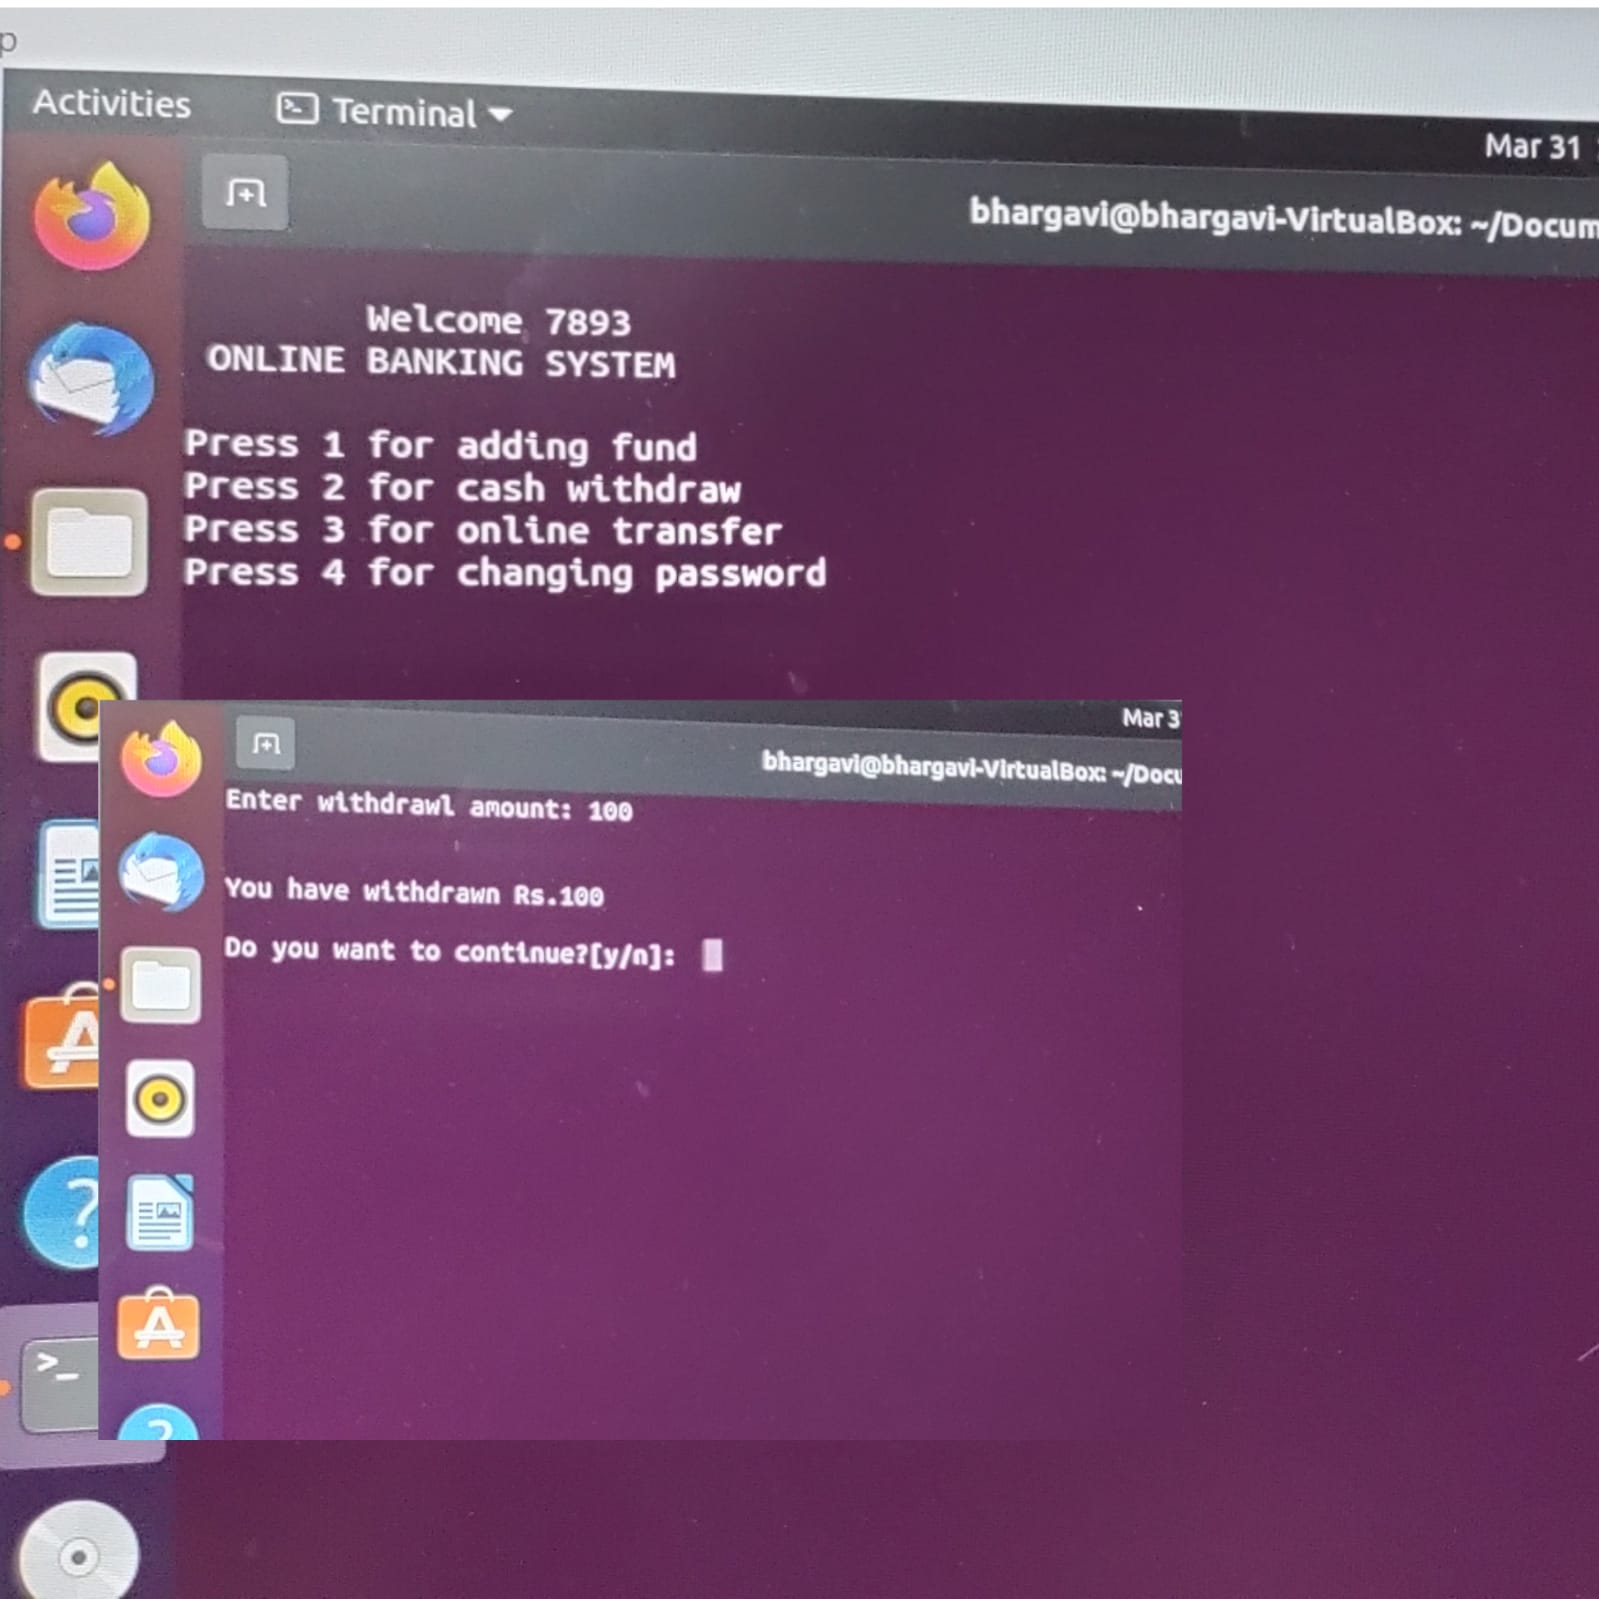 p
Activities
Terminal
Mar 31
bhargavi@bhargavi-VirtualBox: ~/Docum
Welcome 7893
ONLINE BANKING SYSTEM
Press 1 for adding fund
Press 2 for cash withdraw
Press 3 for online transfer
Press 4 for changing password
Mar 3
bhargavi@bhargavi-VirtualBox: ~/Docu
Enter withdrawl amount: 100
You have withdrawn Rs.100
Do you want to continue?[y/n]: